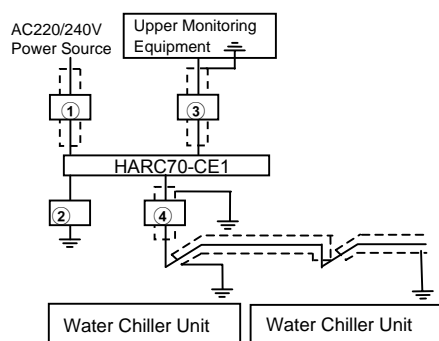 AC220/240V
Power Source
Upper Monitoring
Equipment
①
③
HARC70-CE1
②
④
Water Chiller Unit
Water Chiller Unit